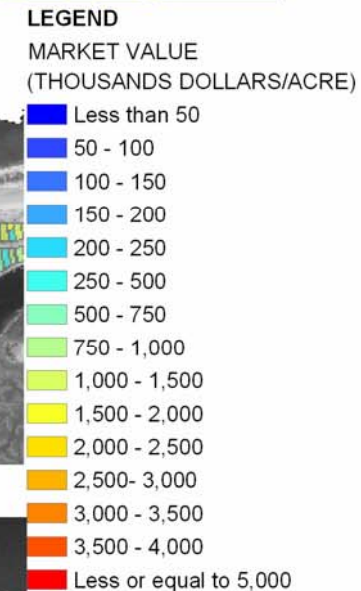 LEGEND
MARKET VALUE
(THOUSANDS DOLLARS/ACRE)
Less than 50
50 - 100
100 - 150
150 - 200
200 - 250
250 - 500
500 - 750
750 - 1,000
1,000 - 1,500
1,500 - 2,000
2,000 - 2,500
2,500- 3,000
3,000 - 3,500
3,500 - 4,000
Less or equal to 5,000